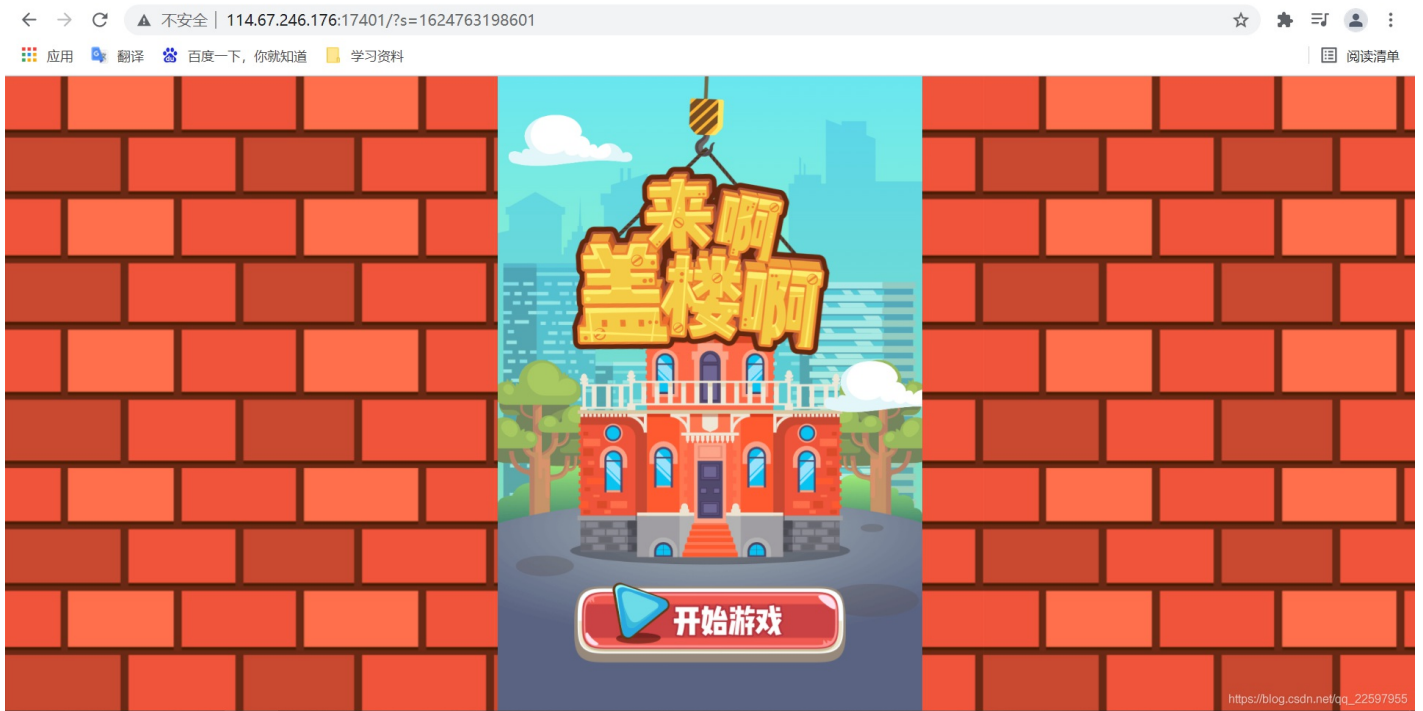 不安全 | 114.67.246.176:17401/?s=1624763198601
应用 翻译 百度一下，你就知道 学习资料 阅读清单
来啊
盖楼啊
开始游戏
https://blog.csdn.net/qq_22597955